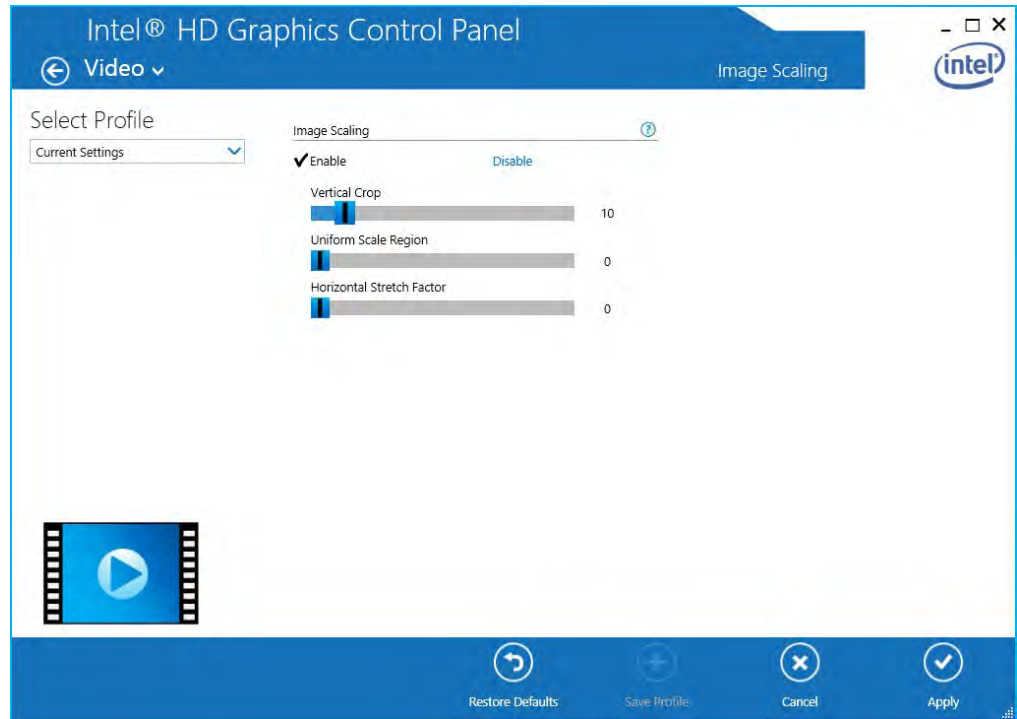 Intel® HD Graphics Control Panel
Video
Image Scaling
intel
Select Profile
Current Settings
Image Scaling
?
Enable
Disable
Vertical Crop
10
Uniform Scale Region
0
Horizontal Stretch Factor
0
Restore Defaults
Save Profile
Cancel
Apply